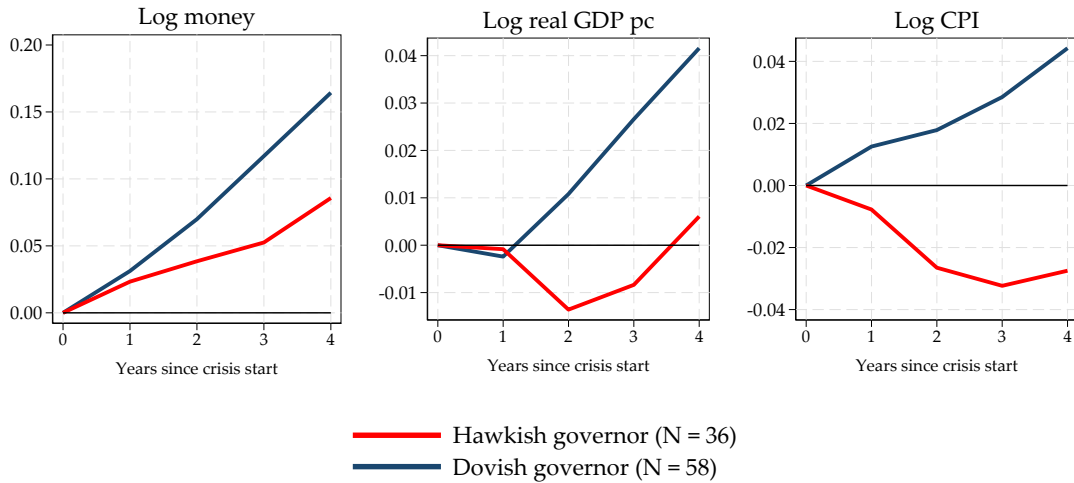 Log money
0.20
0.15
0.10
0.05
0.00
0 1 2 3 4
Years since crisis start
Log real GDP pc
0.04
0.03
0.02
0.01
0.00
-0.01
0 1 2 3 4
Years since crisis start
Log CPI
0.04
0.02
0.00
-0.02
-0.04
0 1 2 3 4
Years since crisis start
Hawkish governor (N = 36)
Dovish governor (N = 58)